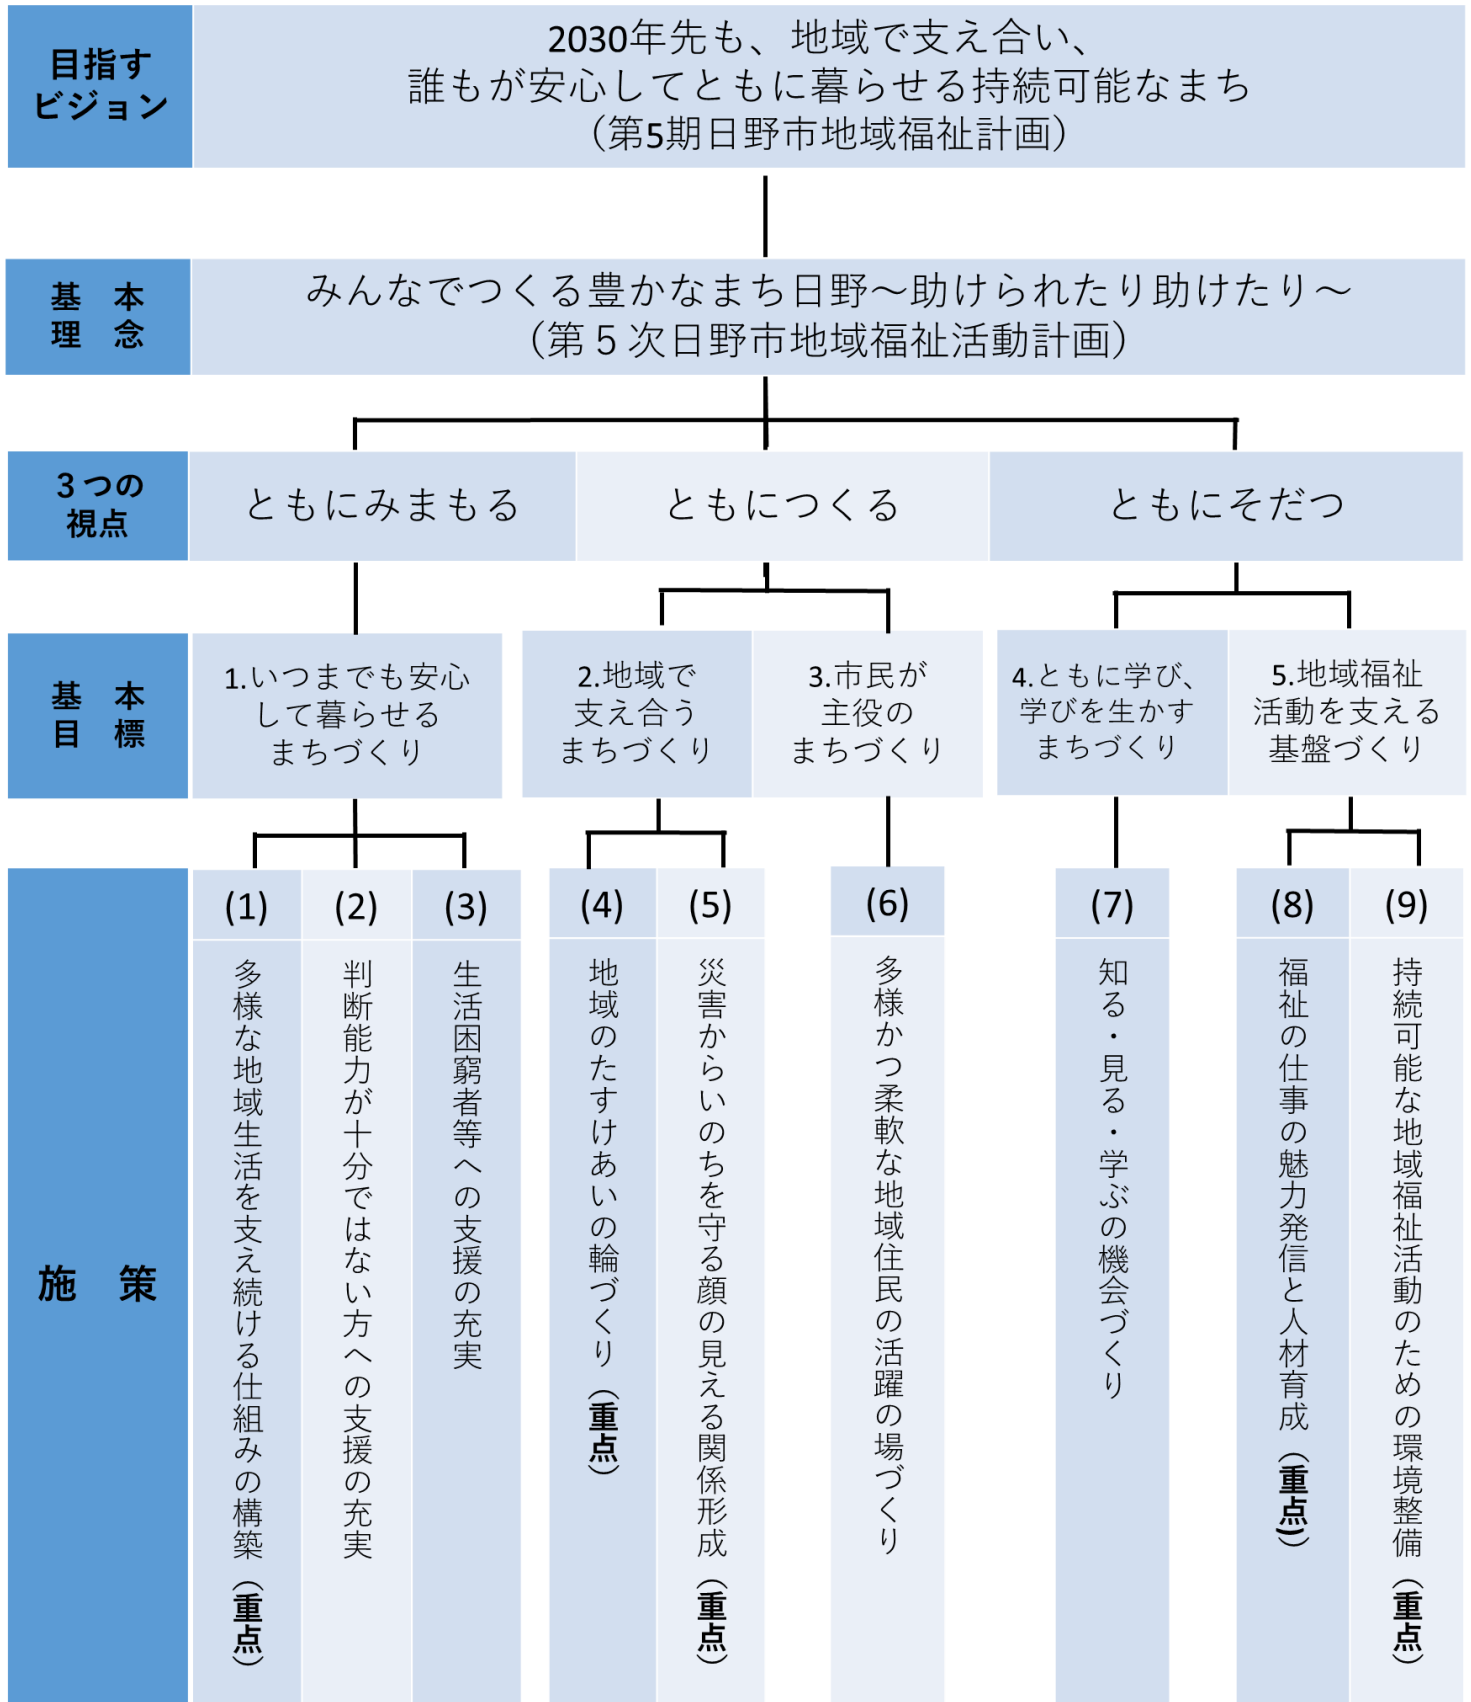 目指す
ビジョン
2030年先も、地域で支え合い、
誰もが安心してともに暮らせる持続可能なまち
（第5期日野市地域福祉計画）
基　本
理　念
みんなでつくる豊かなまち日野～助けられたり助けたり～
（第５次日野市地域福祉活動計画）
３つの
視点
ともにみまもる
ともにつくる
ともにそだつ
基　本
目　標
1.いつまでも安心
して暮らせる
まちづくり
2.地域で
支え合う
まちづくり
3.市民が
主役の
まちづくり
4.ともに学び、
学びを生かす
まちづくり
5.地域福祉
活動を支える
基盤づくり
施　策
(1)
多様な地域生活を支え続ける仕組みの構築（重点）
(2)
判断能力が十分ではない方への支援の充実
(3)
生活困窮者等への支援の充実
(4)
地域のたすけあいの輪づくり（重点）
(5)
災害からいのちを守る顔の見える関係形成（重点）
(6)
多様かつ柔軟な地域住民の活躍の場づくり
(7)
知る・見る・学ぶの機会づくり
(8)
福祉の仕事の魅力発信と人材育成（重点)）
(9)
持続可能な地域福祉活動のための環境整備（重点）